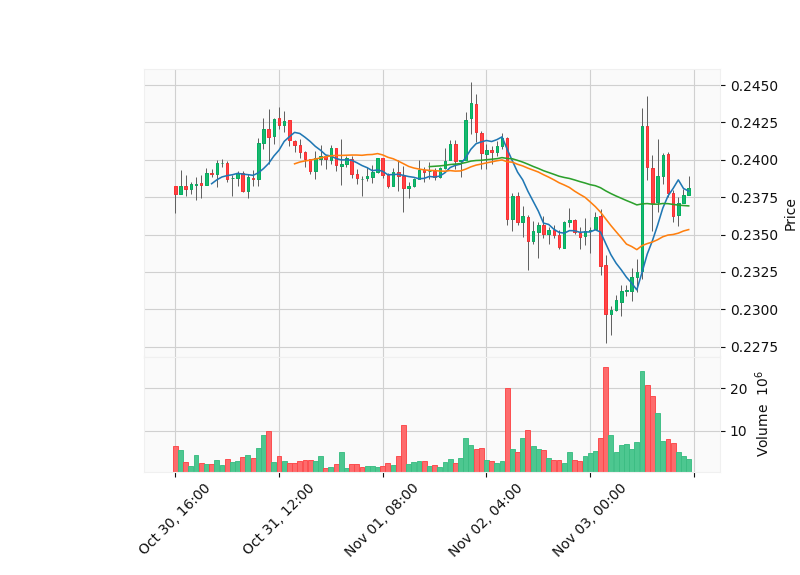 0.2450
0.2425
0.2400
0.2375
0.2350
0.2325
0.2300
0.2275
Price
20
10
Volume 10^6
Oct 30, 16:00
Oct 31, 12:00
Nov 01, 08:00
Nov 02, 04:00
Nov 03, 00:00